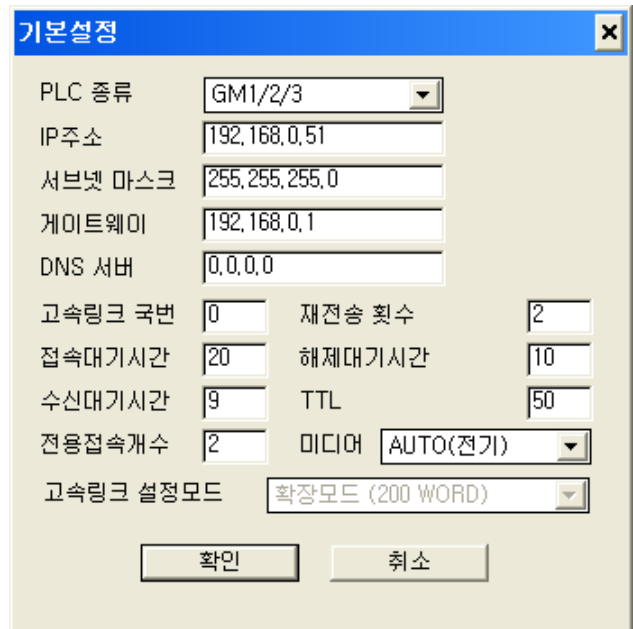 기본설정
PLC 종류 GM1/2/3
IP주소 192,168,0,51
서브넷 마스크 255,255,255,0
게이트웨이 192,168,0,1
DNS 서버 0,0,0,0
고속링크 국번 0 재전송 횟수 2
접속대기시간 20 해제대기시간 10
수신대기시간 9 TTL 50
전용접속개수 2 미디어 AUTO(전기)
고속링크 설정모드 확장모드 (200 WORD)
확인 취소